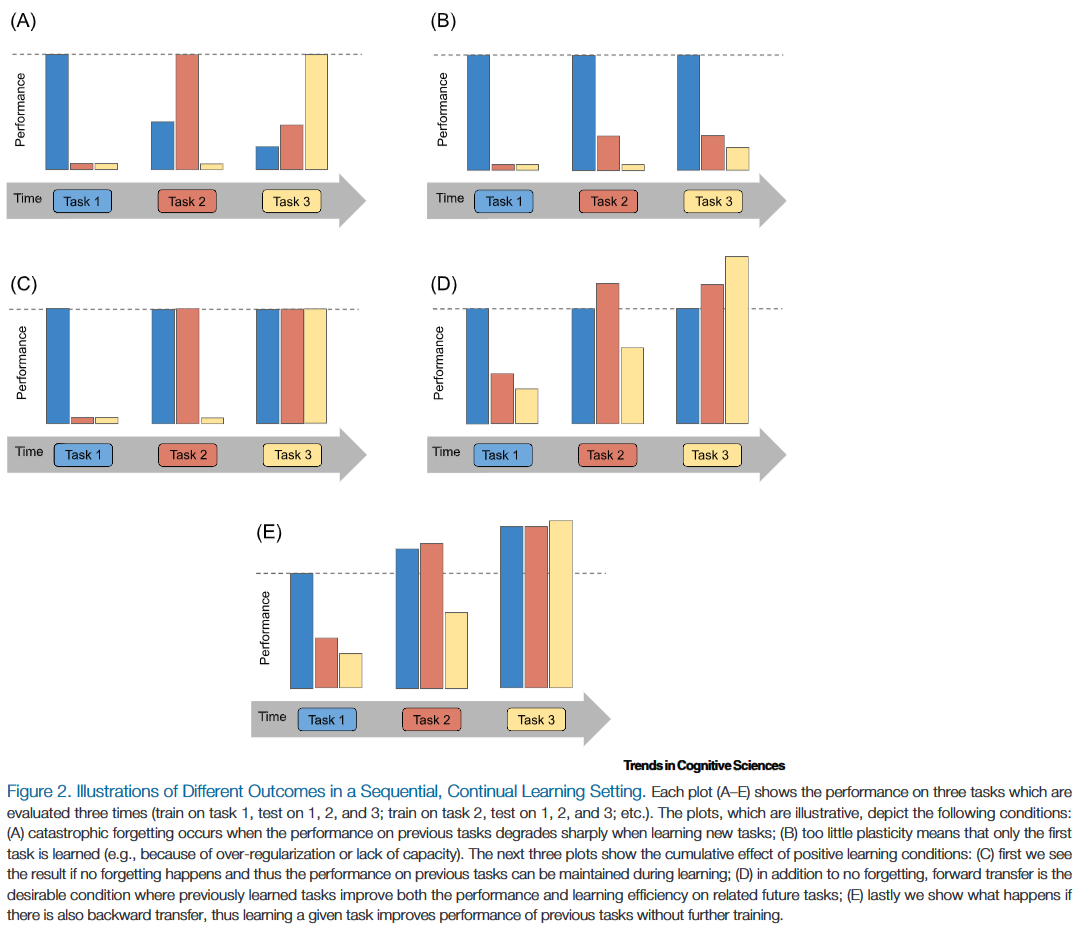 (A)
(B)
Performance
Performance
Time Task 1 Task 2 Task 3
Time Task 1 Task 2 Task 3
(C)
(D)
Performance
Performance
Time Task 1 Task 2 Task 3
Time Task 1 Task 2 Task 3
(E)
Performance
Time Task 1 Task 2 Task 3
Trends in Cognitive Sciences
Figure 2. Illustrations of Different Outcomes in a Sequential, Continual Learning Setting. Each plot (A–E) shows the performance on three tasks which are
evaluated three times (train on task 1, test on 1, 2, and 3; train on task 2, test on 1, 2, and 3; etc.). The plots, which are illustrative, depict the following conditions:
(A) catastrophic forgetting occurs when the performance on previous tasks degrades sharply when learning new tasks; (B) too little plasticity means that only the first
task is learned (e.g., because of over-regularization or lack of capacity). The next three plots show the cumulative effect of positive learning conditions: (C) first we see
the result if no forgetting happens and thus the performance on previous tasks can be maintained during learning; (D) in addition to no forgetting, forward transfer is the
desirable condition where previously learned tasks improve both the performance and learning efficiency on related future tasks; (E) lastly we show what happens if
there is also backward transfer, thus learning a given task improves performance of previous tasks without further training.